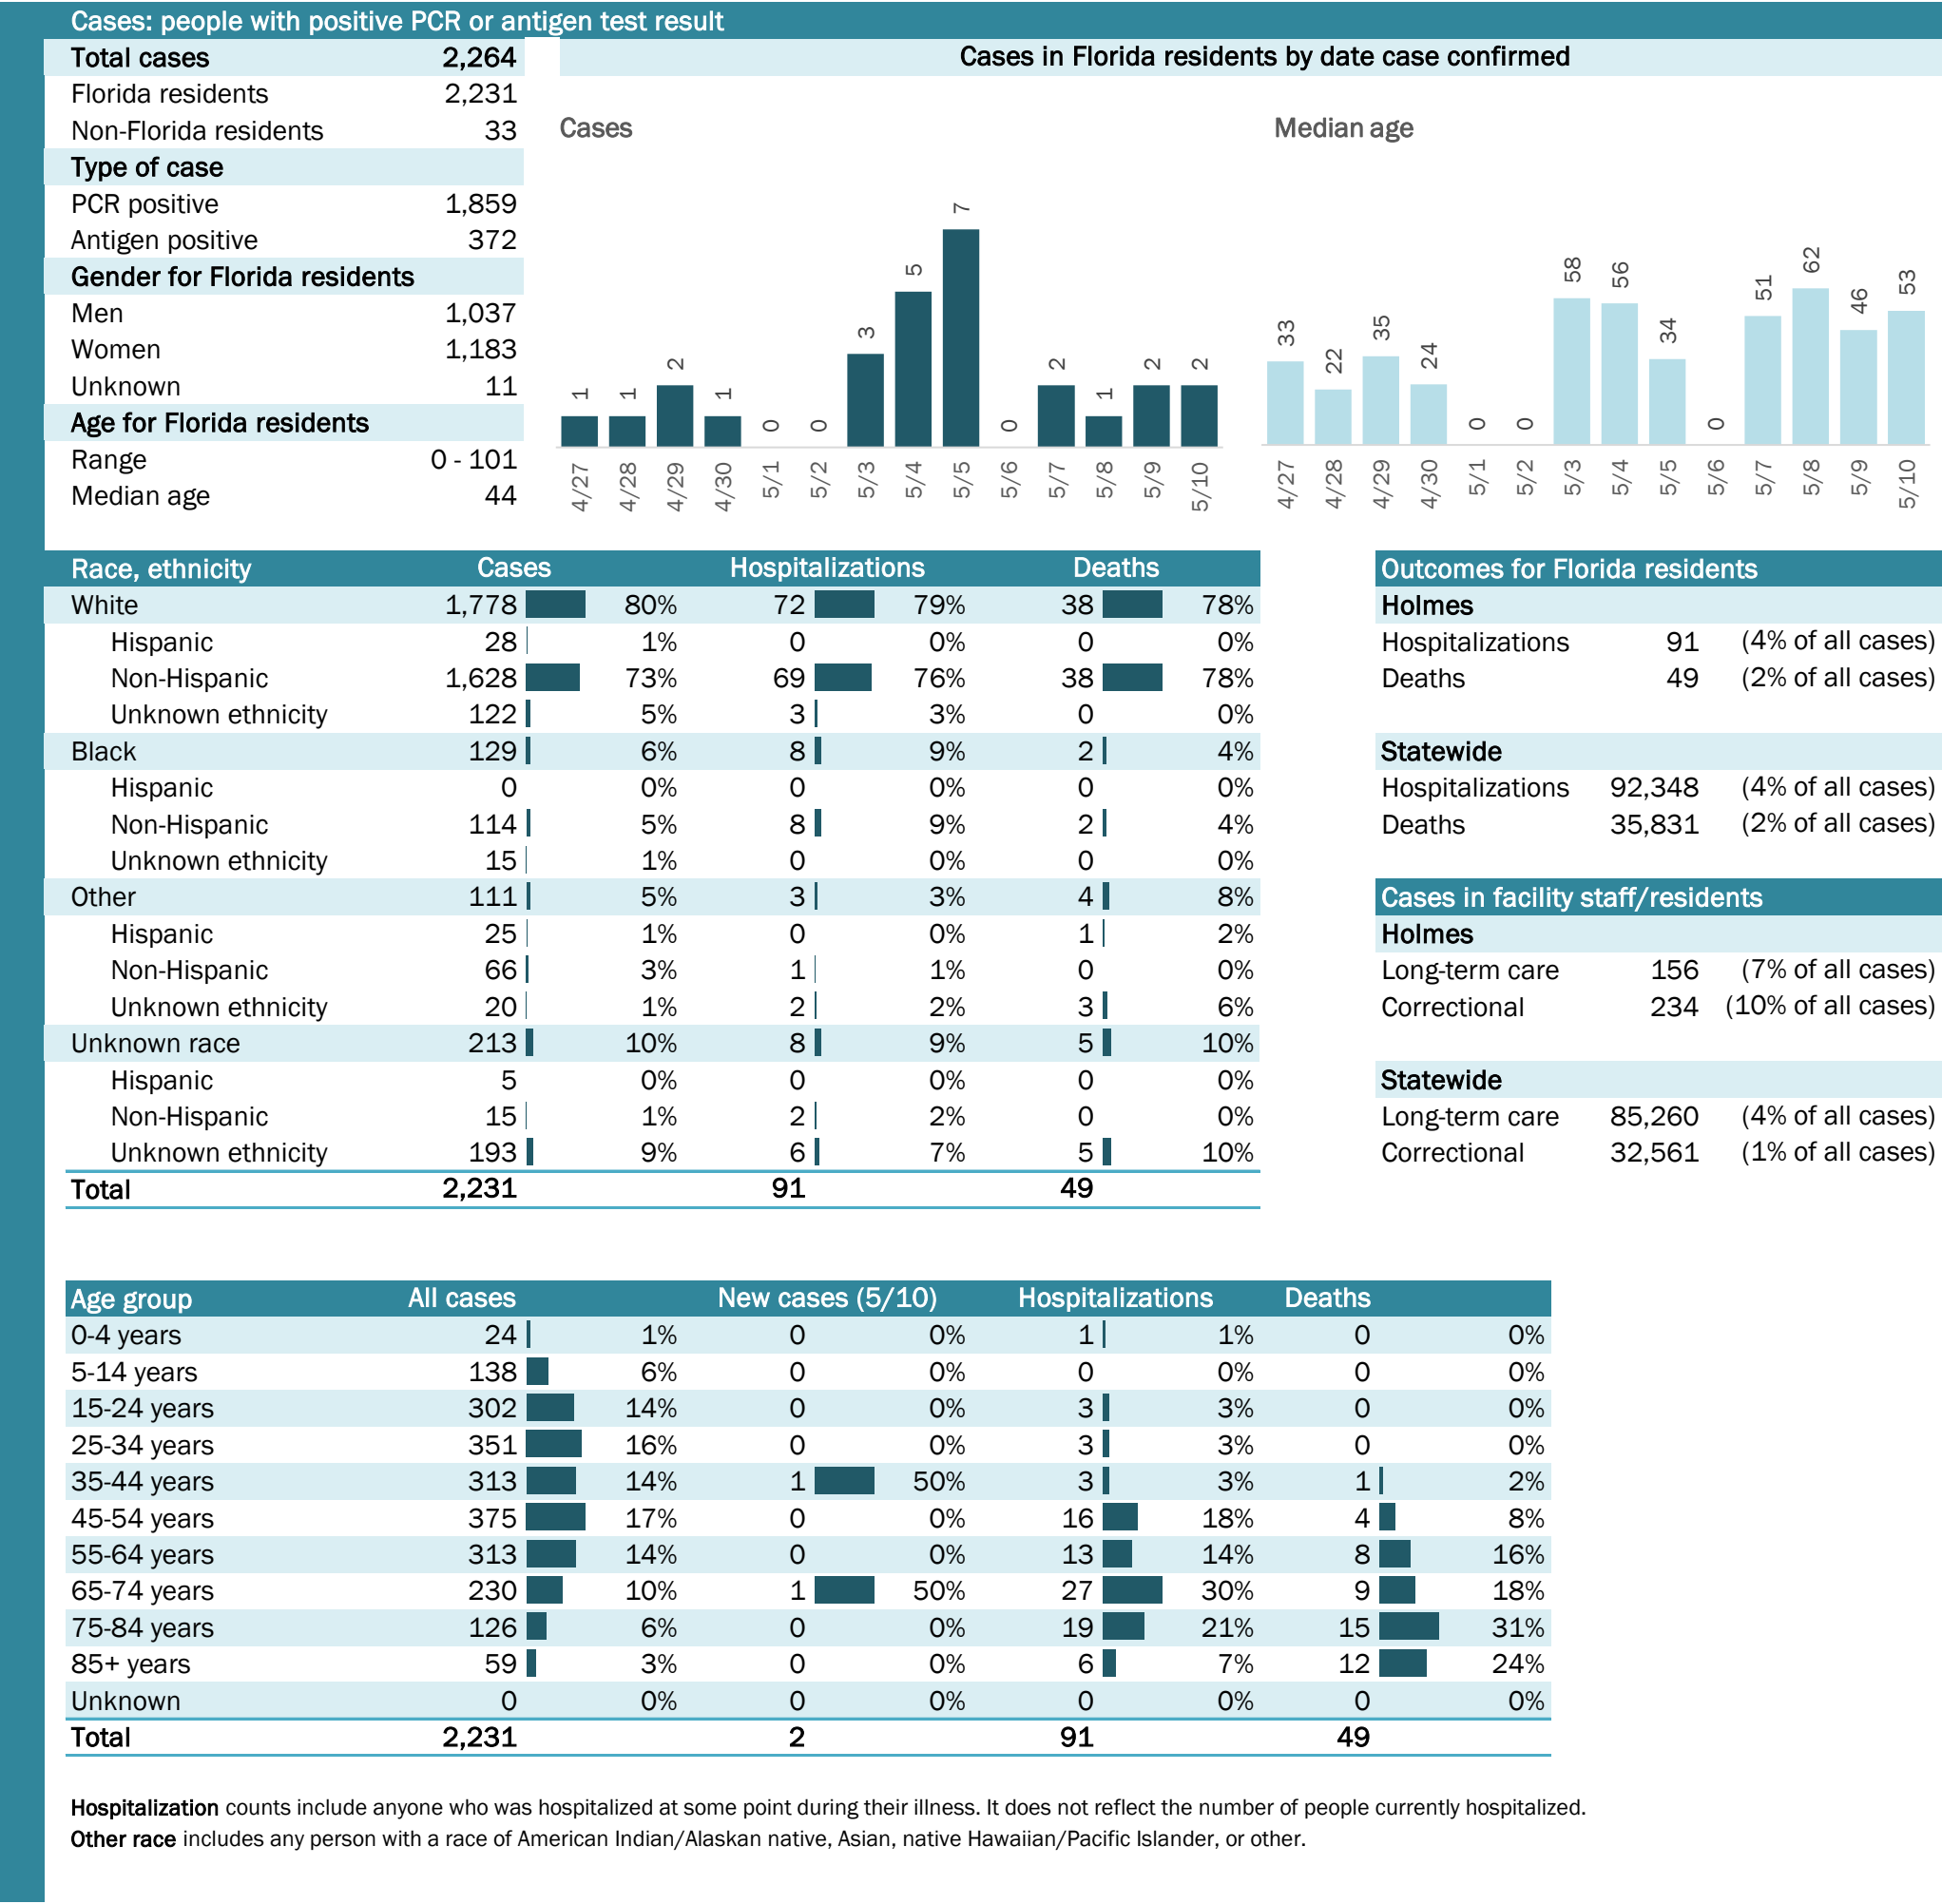 Cases: people with positive PCR or antigen test result
Total cases 2,264
Florida residents 2,231
Non-Florida residents 33
Type of case
PCR positive 1,859
Antigen positive 372
Gender for Florida residents
Men 1,037
Women 1,183
Unknown 11
Age for Florida residents
Range 0 - 101
Median age 44
Cases in Florida residents by date case confirmed
Cases
1 1 2 1 0 0 3 5 7 0 2 1 2 2
4/27 4/28 4/29 4/30 5/1 5/2 5/3 5/4 5/5 5/6 5/7 5/8 5/9 5/10
Median age
33 22 35 24 0 0 58 56 34 0 51 62 46 53
4/27 4/28 4/29 4/30 5/1 5/2 5/3 5/4 5/5 5/6 5/7 5/8 5/9 5/10
Race, ethnicity Cases Hospitalizations Deaths
White 1,778 80% 72 79% 38 78%
Hispanic 28 1% 0 0% 0 0%
Non-Hispanic 1,628 73% 69 76% 38 78%
Unknown ethnicity 122 5% 3 3% 0 0%
Black 129 6% 8 9% 2 4%
Hispanic 0 0% 0 0% 0 0%
Non-Hispanic 114 5% 8 9% 2 4%
Unknown ethnicity 15 1% 0 0% 0 0%
Other 111 5% 3 3% 4 8%
Hispanic 25 1% 0 0% 1 2%
Non-Hispanic 66 3% 1 1% 0 0%
Unknown ethnicity 20 1% 2 2% 3 6%
Unknown race 213 10% 8 9% 5 10%
Hispanic 5 0% 0 0% 0 0%
Non-Hispanic 15 1% 2 2% 0 0%
Unknown ethnicity 193 9% 6 7% 5 10%
Total 2,231 91 49
Outcomes for Florida residents
Holmes
Hospitalizations 91 (4% of all cases)
Deaths 49 (2% of all cases)
Statewide
Hospitalizations 92,348 (4% of all cases)
Deaths 35,831 (2% of all cases)
Cases in facility staff/residents
Holmes
Long-term care 156 (7% of all cases)
Correctional 234 (10% of all cases)
Statewide
Long-term care 85,260 (4% of all cases)
Correctional 32,561 (1% of all cases)
Age group All cases New cases (5/10) Hospitalizations Deaths
0-4 years 24 1% 0 0% 1 1% 0 0%
5-14 years 138 6% 0 0% 0 0% 0 0%
15-24 years 302 14% 0 0% 3 3% 0 0%
25-34 years 351 16% 0 0% 3 3% 0 0%
35-44 years 313 14% 1 50% 3 3% 1 2%
45-54 years 375 17% 0 0% 16 18% 4 8%
55-64 years 313 14% 0 0% 13 14% 8 16%
65-74 years 230 10% 1 50% 27 30% 9 18%
75-84 years 126 6% 0 0% 19 21% 15 31%
85+ years 59 3% 0 0% 6 7% 12 24%
Unknown 0 0% 0 0% 0 0% 0 0%
Total 2,231 2 91 49
Hospitalization counts include anyone who was hospitalized at some point during their illness. It does not reflect the number of people currently hospitalized.
Other race includes any person with a race of American Indian/Alaskan native, Asian, native Hawaiian/Pacific Islander, or other.